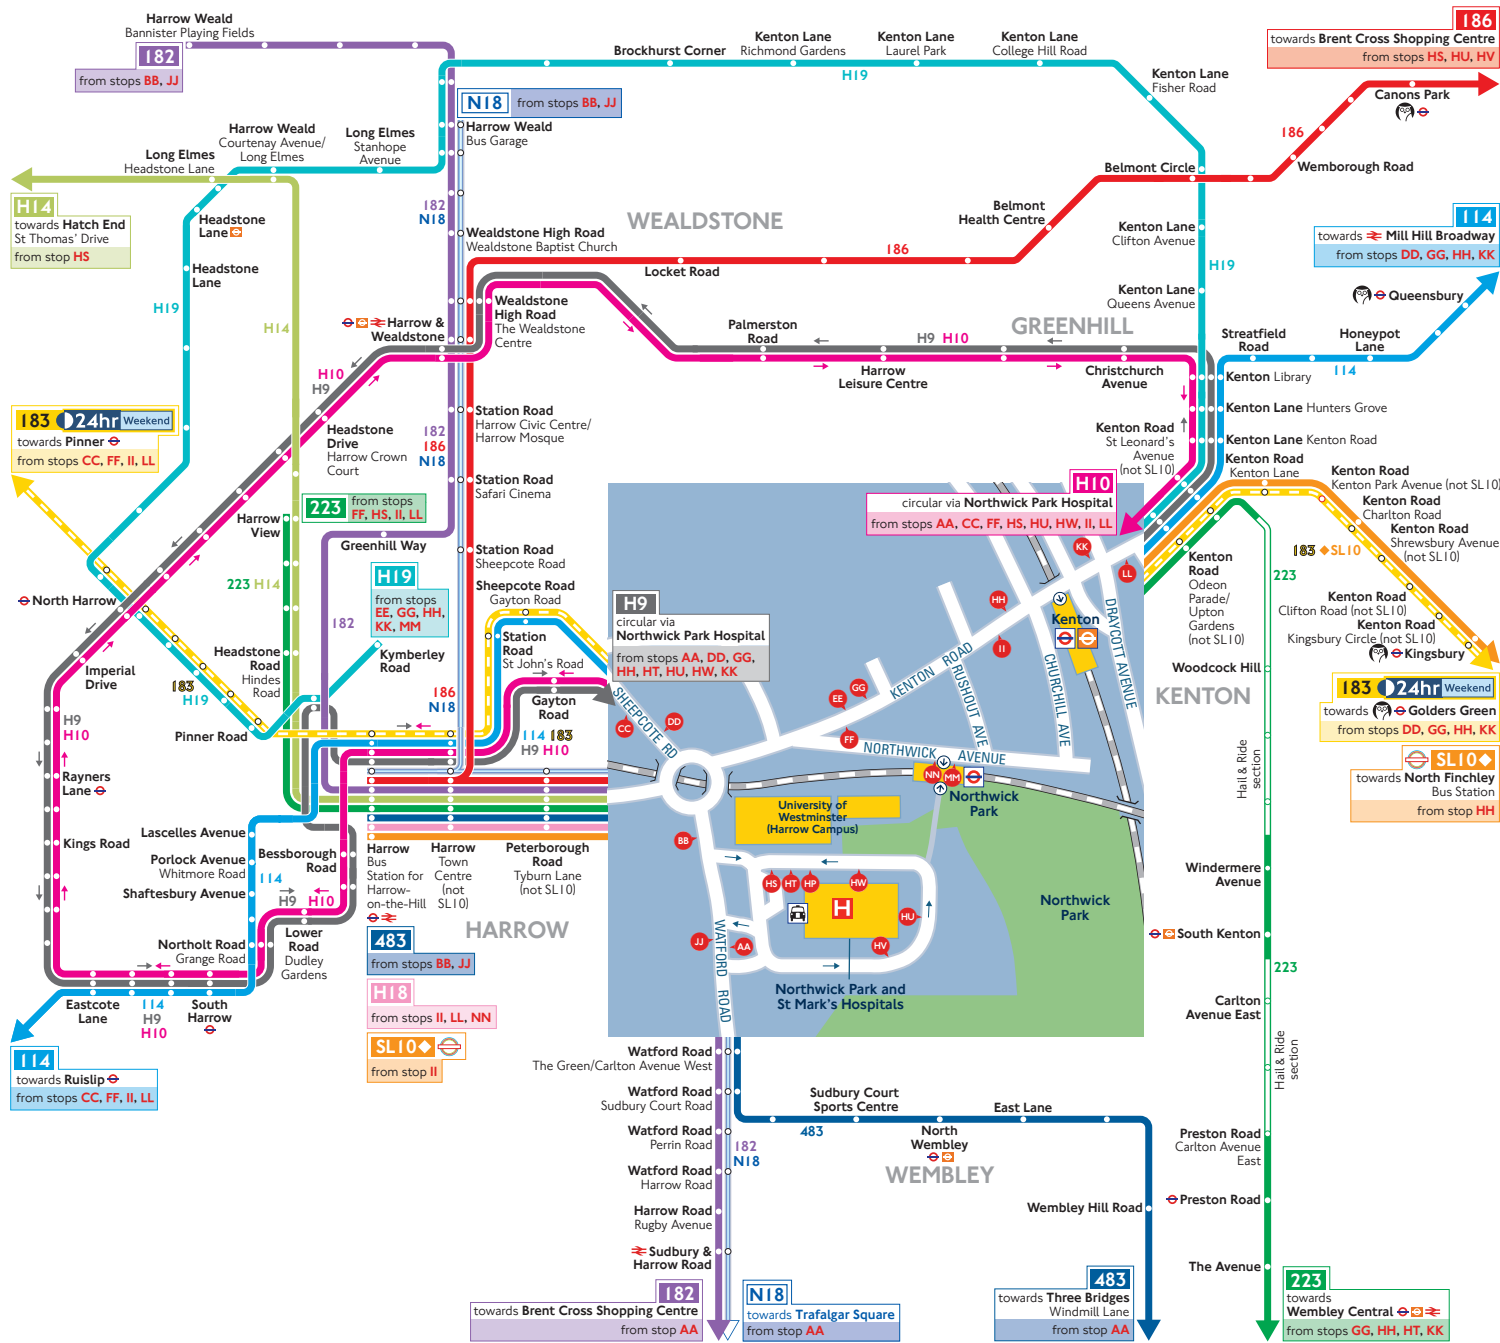 Harrow Weald
Bannister Playing Fields
182
from stops BB, JJ
N18
from stops BB, JJ
Brockhurst Corner
Kenton Lane
Richmond Gardens
Kenton Lane
Laurel Park
Kenton Lane
College Hill Road
H19
Kenton Lane
Fisher Road
186
towards Brent Cross Shopping Centre
from stops HS, HU, HV
Canons Park
186
Wemborough Road
Belmont Circle
Harrow Weald
Bus Garage
Harrow Weald
Courtenay Avenue/
Long Elmes
Long Elmes
Stanhope
Avenue
Long Elmes
Headstone Lane
H14
towards Hatch End
St Thomas' Drive
from stop HS
Headstone
Lane
Headstone
Lane
H19
H14
182
N18
Wealdstone High Road
Wealdstone Baptist Church
WEALDSTONE
186
Locket Road
Belmont
Health Centre
Kenton Lane
Clifton Avenue
H19
Kenton Lane
Queens Avenue
114
towards Mill Hill Broadway
from stops DD, GG, HH, KK
Queensbury
Streatfield
Road
Honeypot
Lane
114
GREENHILL
Wealdstone
High Road
The Wealdstone
Centre
Harrow &
Wealdstone
Palmerston
Road
H9 H10
Harrow
Leisure Centre
Christchurch
Avenue
Kenton Library
Kenton Lane Hunters Grove
Kenton Lane Kenton Road
Kenton Road
Kenton Lane
Kenton Road
St Leonard's
Avenue
(not SL10)
H10
H9
Headstone
Drive
Harrow Crown
Court
Station Road
Harrow Civic Centre/
Harrow Mosque
182
186
N18
Station Road
Safari Cinema
183 24hr Weekend
towards Pinner
from stops CC, FF, II, LL
223
from stops
FF, HS, II, LL
Harrow
View
Greenhill Way
Station Road
Sheepcote Road
H10
circular via Northwick Park Hospital
from stops AA, CC, FF, HS, HU, HW, II, LL
Kenton Road
Kenton Park Avenue (not SL10)
Kenton Road
Charlton Road
Kenton Road
Shrewsbury Avenue
(not SL10)
183 SL10
Kenton
Road
Odeon
Parade/
Upton
Gardens
(not SL10)
223
Kenton Road
Clifton Road (not SL10)
Kenton Road
Kingsbury Circle (not SL10)
Kingsbury
183 24hr Weekend
towards Golders Green
from stops DD, GG, HH, KK
SL10
towards North Finchley
Bus Station
from stop HH
North Harrow
223 H14
182
H19
from stops
EE, GG, HH,
KK, MM
Kymberley
Road
Sheepcote Road
Gayton Road
Station
Road
St John's Road
H9
circular via
Northwick Park Hospital
from stops AA, DD, GG,
HH, HT, HU, HW, KK
Imperial
Drive
Headstone
Road
Hindes
Road
183
H19
Pinner Road
186
N18
Gayton
Road
114 183
H9 H10
H9
H10
Rayners
Lane
Kings Road
Lascelles Avenue
Porlock Avenue
Whitmore Road
114
Shaftesbury Avenue
Bessborough
Road
H9 H10
Northolt Road
Grange Road
Lower
Road
Dudley
Gardens
Eastcote
Lane
114
H9
H10
South
Harrow
114
towards Ruislip
from stops CC, FF, II, LL
Harrow
Bus
Station for
Harrow-
on-the-Hill
Harrow
Town
Centre
(not
SL10)
Peterborough
Road
Tyburn Lane
(not SL10)
HARROW
483
from stops BB, JJ
H18
from stops II, LL, NN
SL10
from stop II
KK
LL
HH
II
Kenton
DRAYCOTT AVENUE
CHURCHILL AVE
RUSHOUT AVE
KENTON ROAD
GG
EE
FF
NORTHWICK AVENUE
SHEEPCOTE RD
CC
DD
NN
MM
Northwick
Park
University of
Westminster
(Harrow Campus)
BB
HS
HT
HP
HW
H
HU
HV
JJ
AA
WATFORD ROAD
Northwick Park and
St Mark's Hospitals
Northwick
Park
KENTON
Woodcock Hill
Hail & Ride
section
Windermere
Avenue
South Kenton
223
Carlton
Avenue East
Hail & Ride
section
Preston Road
Carlton Avenue
East
Preston Road
The Avenue
223
towards
Wembley Central
from stops GG, HH, HT, KK
Watford Road
The Green/Carlton Avenue West
Watford Road
Sudbury Court Road
Watford Road
Perrin Road
182
N18
Watford Road
Harrow Road
Harrow Road
Rugby Avenue
Sudbury &
Harrow Road
Sudbury Court
Sports Centre
483
North
Wembley
East Lane
WEMBLEY
Wembley Hill Road
182
towards Brent Cross Shopping Centre
from stop AA
N18
towards Trafalgar Square
from stop AA
483
towards Three Bridges
Windmill Lane
from stop AA